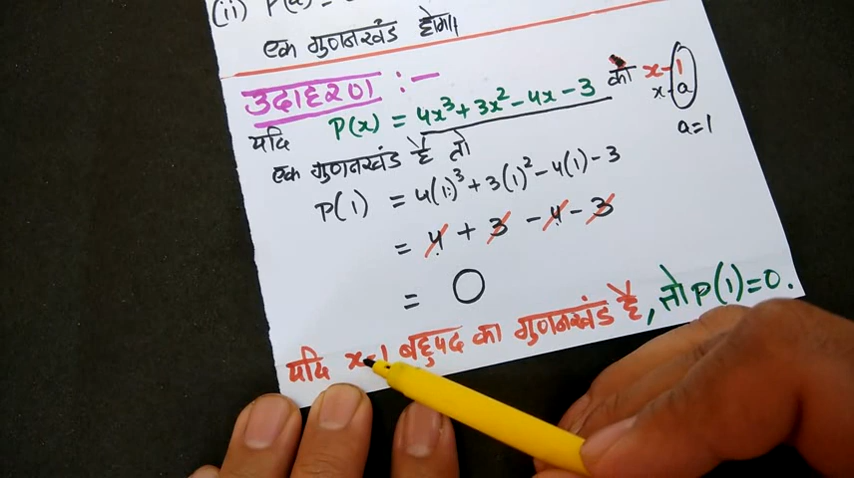 (ii) P(a) =
एक गुणनखंड होगा।
उदाहरण :-
यदि P(x) = 4x³ + 3x² - 4x - 3 का x-1
x-a
a=1
एक गुणनखंड है तो
P(1) = 4(1)³ + 3(1)² - 4(1) - 3
= 4 + 3 - 4 - 3
= 0
यदि x-1 बहुपद का गुणनखंड है, तो P(1)=0.